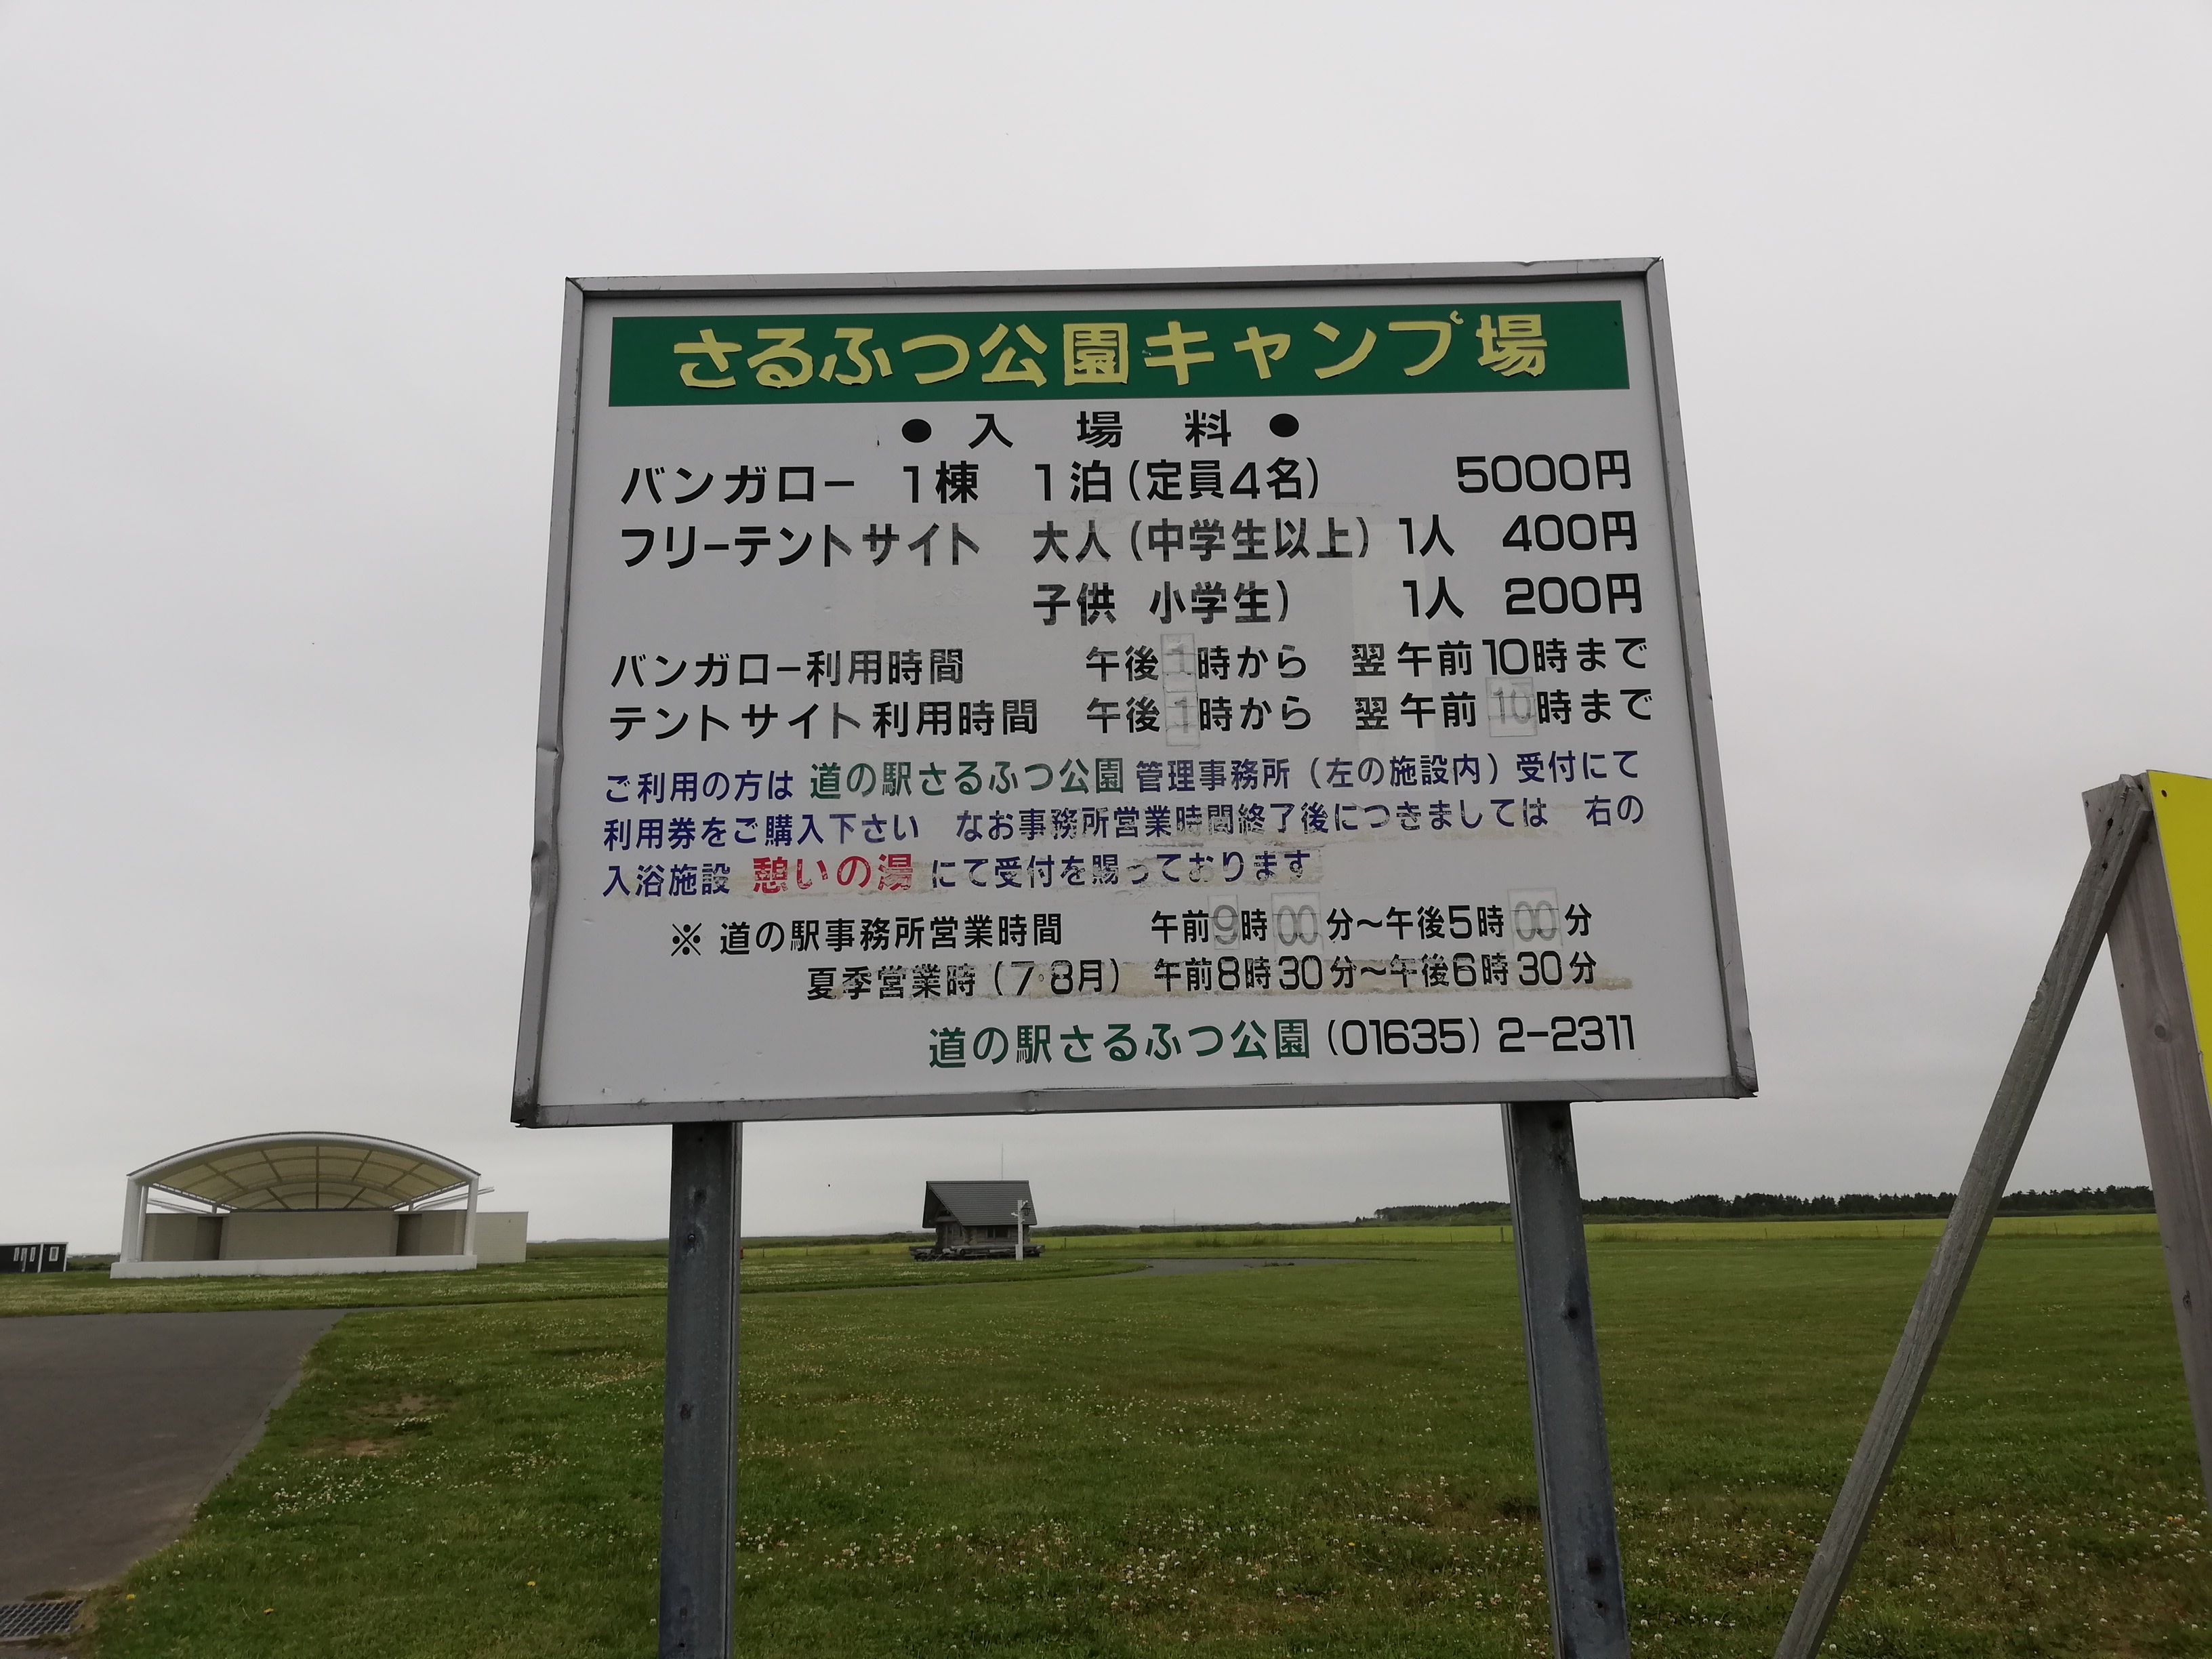 さるふつ公園キャンプ場
● 入 場 料 ●
バンガロー 1棟 1泊(定員4名) 5000円
フリーテントサイト 大人(中学生以上) 1人 400円
子供 小学生) 1人 200円
バンガロー利用時間 午後1時から 翌午前10時まで
テントサイト利用時間 午後1時から 翌午前10時まで
ご利用の方は 道の駅さるふつ公園 管理事務所(左の施設内)受付にて
利用券をご購入下さい なお事務所営業時間終了後につきましては 右の
入浴施設 憩いの湯 にて受付を賜っております
※ 道の駅事務所営業時間 午前9時00分〜午後5時00分
夏季営業時(7・8月) 午前8時30分〜午後6時30分
道の駅さるふつ公園(01635)2-2311